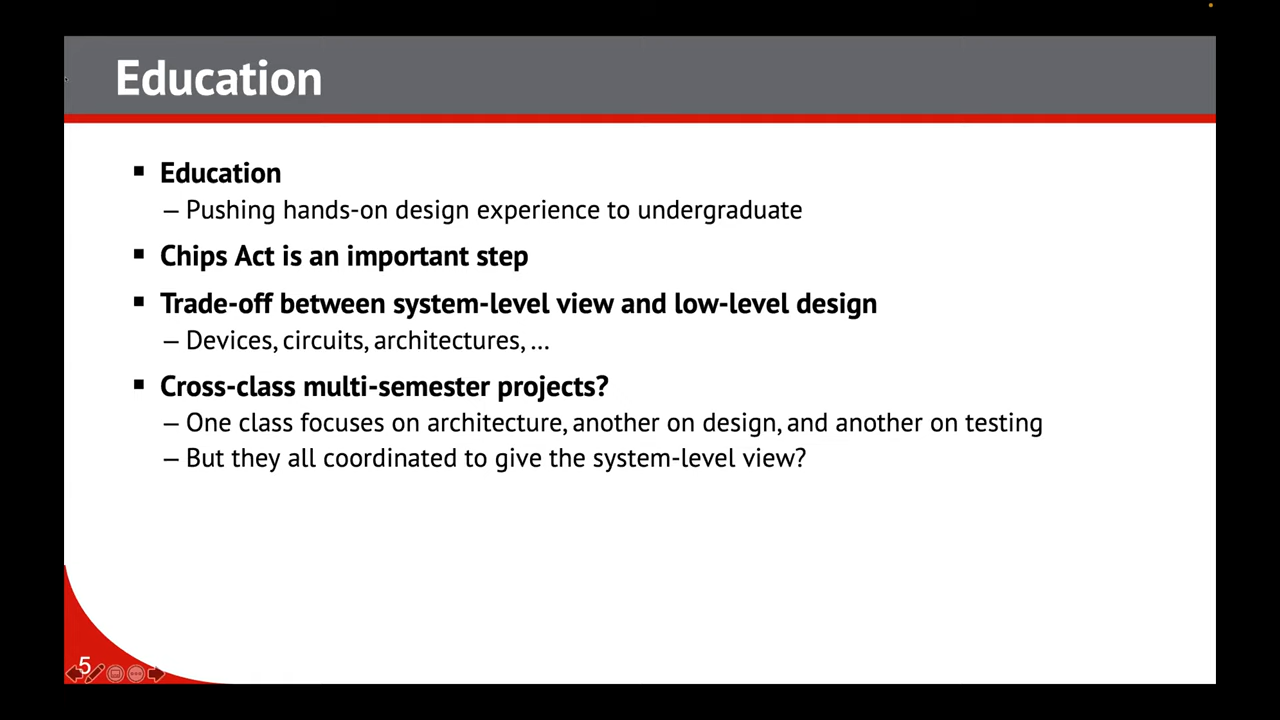 Education
▪ Education
– Pushing hands-on design experience to undergraduate
▪ Chips Act is an important step
▪ Trade-off between system-level view and low-level design
– Devices, circuits, architectures, ...
▪ Cross-class multi-semester projects?
– One class focuses on architecture, another on design, and another on testing
– But they all coordinated to give the system-level view?
5